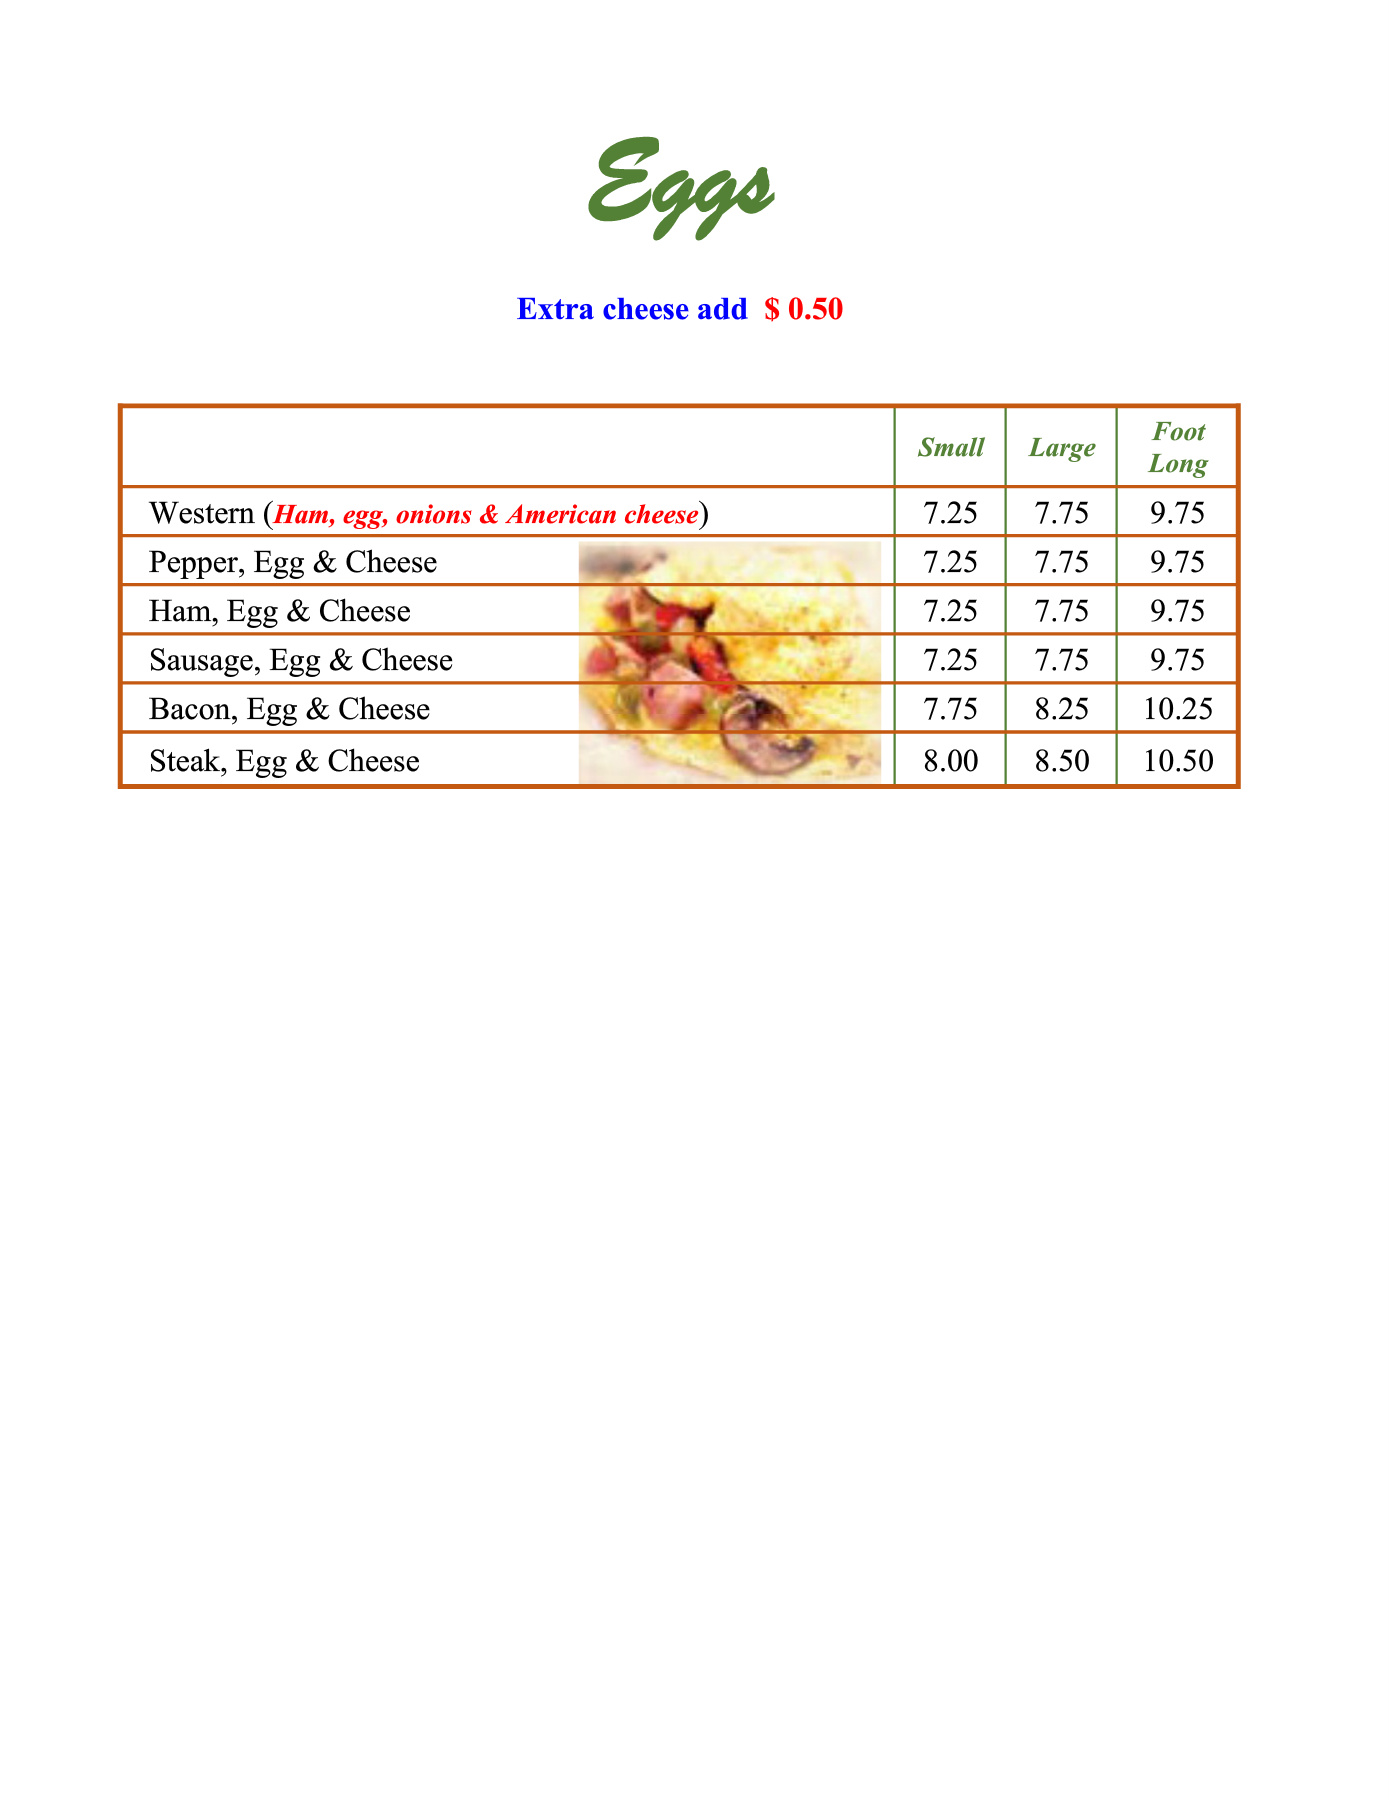 Eggs
Extra cheese add $ 0.50
Small Large Foot Long
Western (Ham, egg, onions & American cheese) 7.25 7.75 9.75
Pepper, Egg & Cheese 7.25 7.75 9.75
Ham, Egg & Cheese 7.25 7.75 9.75
Sausage, Egg & Cheese 7.25 7.75 9.75
Bacon, Egg & Cheese 7.75 8.25 10.25
Steak, Egg & Cheese 8.00 8.50 10.50